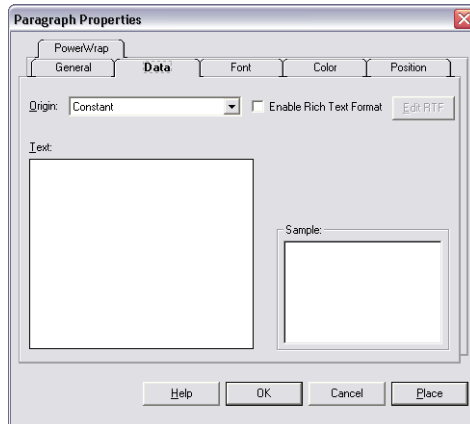 Paragraph Properties
PowerWrap
General Data Font Color Position
Origin: Constant Enable Rich Text Format Edit RTF
Text:
Sample:
Help OK Cancel Place